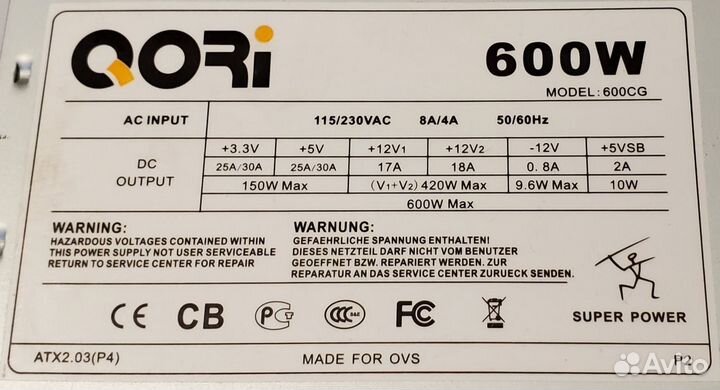 QORi
600W
MODEL: 600CG
AC INPUT 115/230VAC 8A/4A 50/60Hz
DC OUTPUT +3.3V +5V +12V1 +12V2 -12V +5VSB
25A/30A 25A/30A 17A 18A 0.8A 2A
150W Max (V1+V2) 420W Max 9.6W Max 10W
600W Max
WARNING:
HAZARDOUS VOLTAGES CONTAINED WITHIN
THIS POWER SUPPLY NOT USER SERVICEABLE
RETURN TO SERVICE CENTER FOR REPAIR
WARNUNG:
GEFAEHRLICHE SPANNUNG ENTHALTEN!
DIESES NETZTEIL DARF NICHT VOM BENUTZER
GEOEFFNET BZW. REPARIERT WERDEN. ZUR
REPARATUR AN DAS SERVICE CENTER ZURUECK SENDEN.
CE CB PG CCC S&E FC
SUPER POWER
ATX2.03(P4) MADE FOR OVS P2
Avito